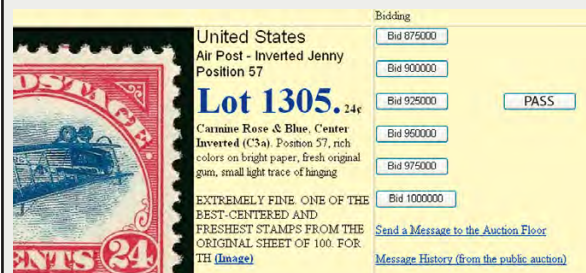 POSTAGE
ENTS 24
United States
Air Post - Inverted Jenny
Position 57
Lot 1305. 24¢
Carmine Rose & Blue, Center
Inverted (C3a). Position 57, rich
colors on bright paper, fresh original
gum, small light trace of hinging
EXTREMELY FINE. ONE OF THE
BEST-CENTERED AND
FRESHEST STAMPS FROM THE
ORIGINAL SHEET OF 100. FOR
TH (Image)
Bidding
Bid 875000
Bid 900000
Bid 925000
PASS
Bid 950000
Bid 975000
Bid 1000000
Send a Message to the Auction Floor
Message History (from the public auction)